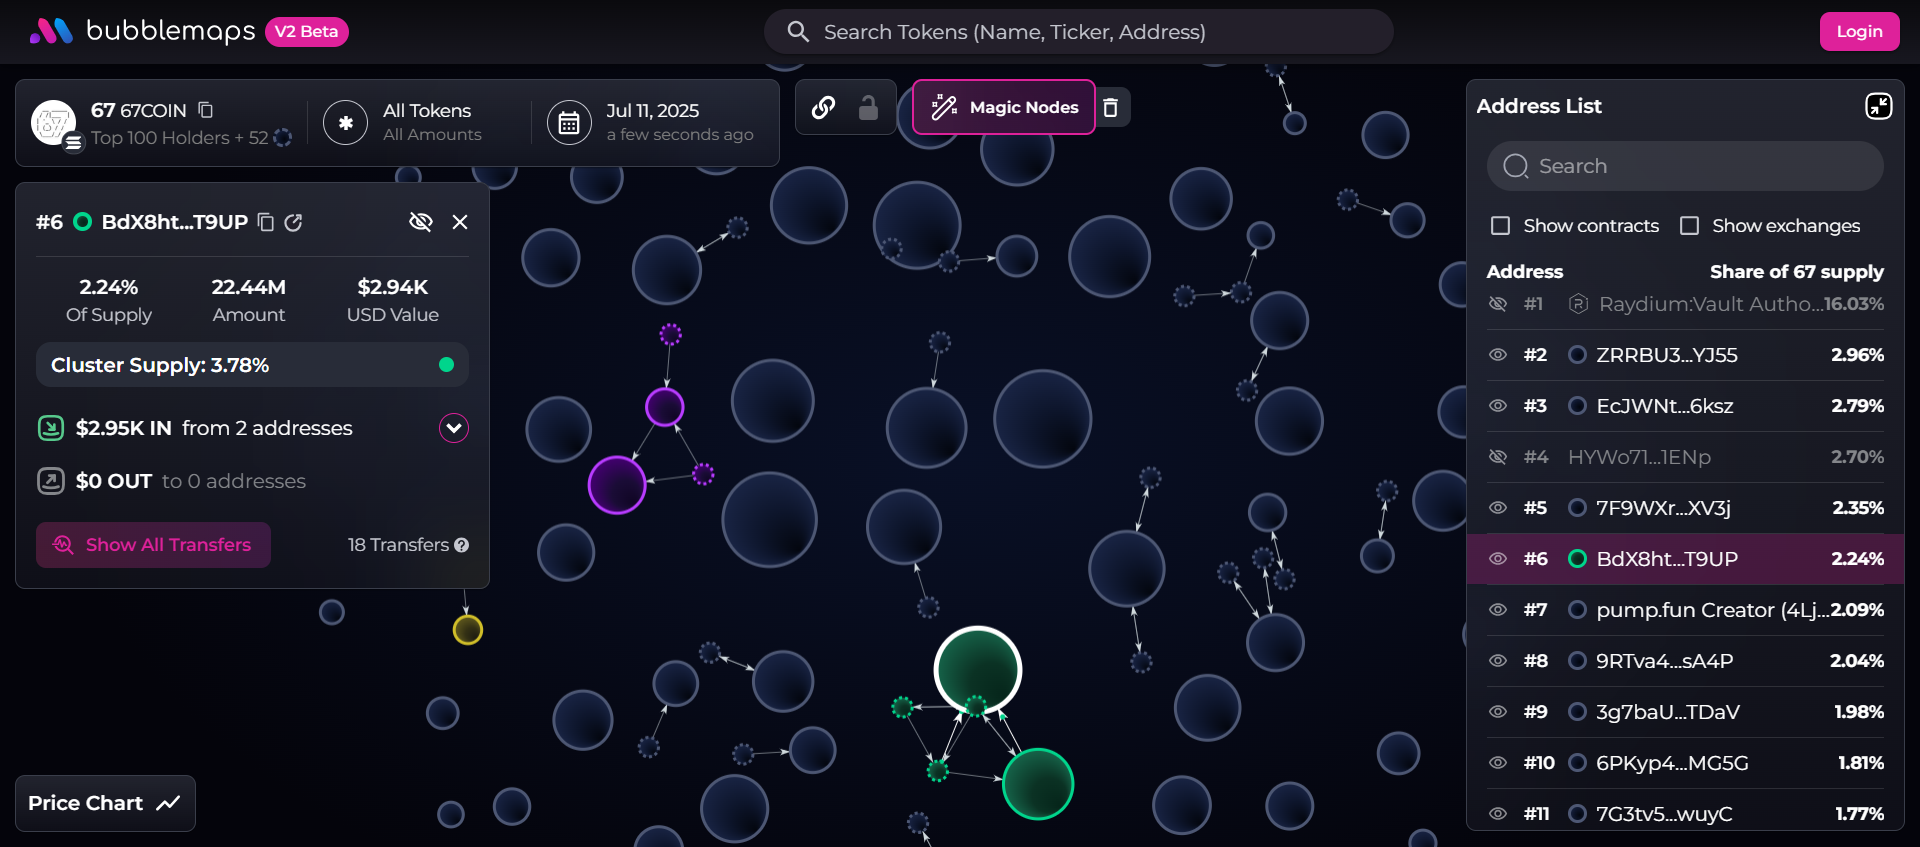 bubblemaps V2 Beta
Search Tokens (Name, Ticker, Address)
Login
67 67COIN
Top 100 Holders + 52
All Tokens
All Amounts
Jul 11, 2025
a few seconds ago
Magic Nodes
#6 BdX8ht...T9UP
2.24% 22.44M $2.94K
Of Supply Amount USD Value
Cluster Supply: 3.78%
$2.95K IN from 2 addresses
$0 OUT to 0 addresses
Show All Transfers 18 Transfers
Price Chart
Address List
Search
Show contracts Show exchanges
Address Share of 67 supply
#1 Raydium:Vault Autho...16.03%
#2 ZRRBU3...YJ55 2.96%
#3 EcJWNt...6ksz 2.79%
#4 HYWo71...1ENp 2.70%
#5 7F9WXr...XV3j 2.35%
#6 BdX8ht...T9UP 2.24%
#7 pump.fun Creator (4Lj...2.09%
#8 9RTva4...sA4P 2.04%
#9 3g7baU...TDaV 1.98%
#10 6PKyp4...MG5G 1.81%
#11 7G3tv5...wuyC 1.77%